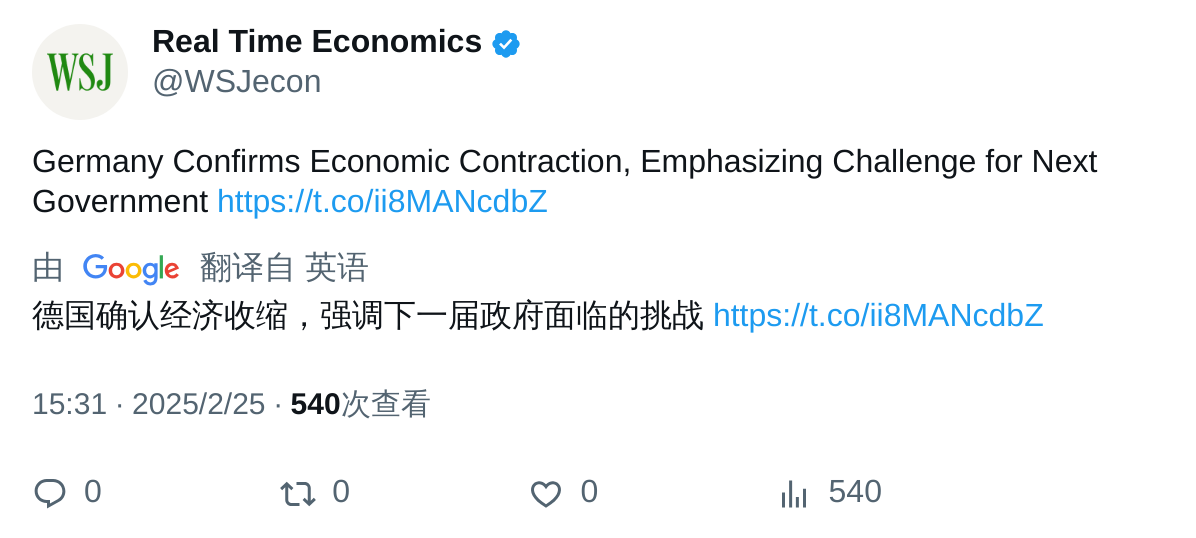 WSJ
Real Time Economics
@WSJecon
Germany Confirms Economic Contraction, Emphasizing Challenge for Next
Government https://t.co/ii8MANcdbZ
由 Google 翻译自 英语
德国确认经济收缩，强调下一届政府面临的挑战 https://t.co/ii8MANcdbZ
15:31 · 2025/2/25 · 540次查看
0 0 0 540